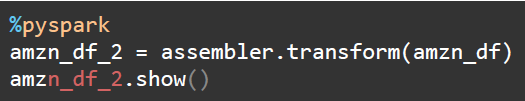 %pyspark
amzn_df_2 = assembler.transform(amzn_df)
amzn_df_2.show()